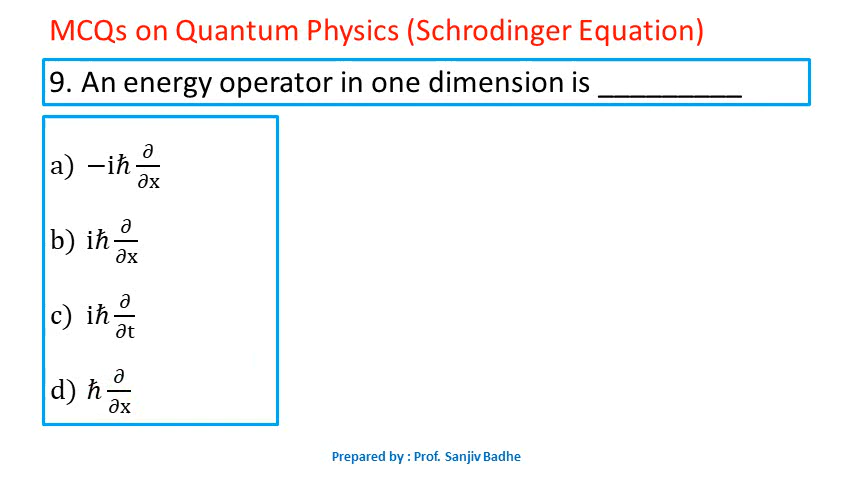 MCQs on Quantum Physics (Schrodinger Equation)
9. An energy operator in one dimension is _________
a) −iℏ ∂/∂x
b) iℏ ∂/∂x
c) iℏ ∂/∂t
d) ℏ ∂/∂x
Prepared by : Prof. Sanjiv Badhe